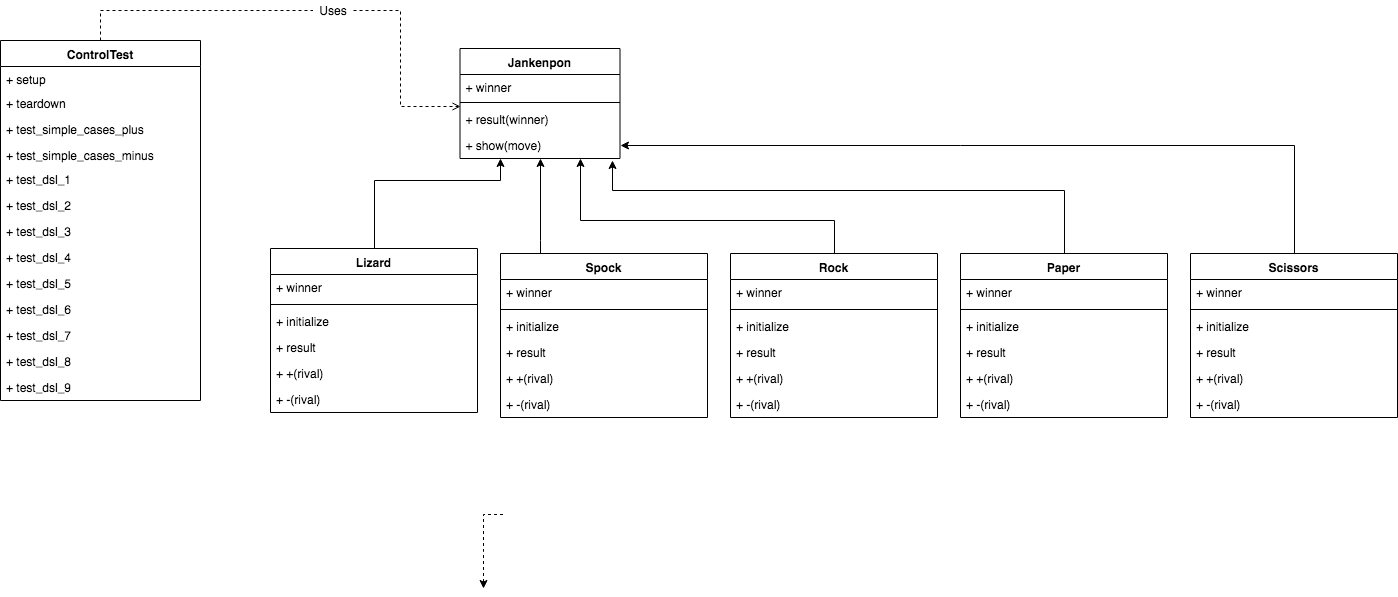 Uses
ControlTest
+ setup
+ teardown
+ test_simple_cases_plus
+ test_simple_cases_minus
+ test_dsl_1
+ test_dsl_2
+ test_dsl_3
+ test_dsl_4
+ test_dsl_5
+ test_dsl_6
+ test_dsl_7
+ test_dsl_8
+ test_dsl_9
Jankenpon
+ winner
+ result(winner)
+ show(move)
Lizard
+ winner
+ initialize
+ result
+ +(rival)
+ -(rival)
Spock
+ winner
+ initialize
+ result
+ +(rival)
+ -(rival)
Rock
+ winner
+ initialize
+ result
+ +(rival)
+ -(rival)
Paper
+ winner
+ initialize
+ result
+ +(rival)
+ -(rival)
Scissors
+ winner
+ initialize
+ result
+ +(rival)
+ -(rival)